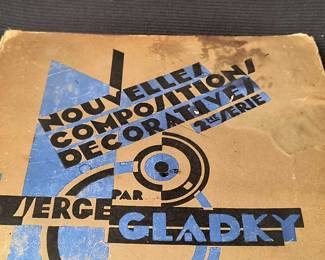 NOUVELLES
COMPOSITIONS
DECORATIVES
2ME SERIE
PAR
SERGE
GLADKY